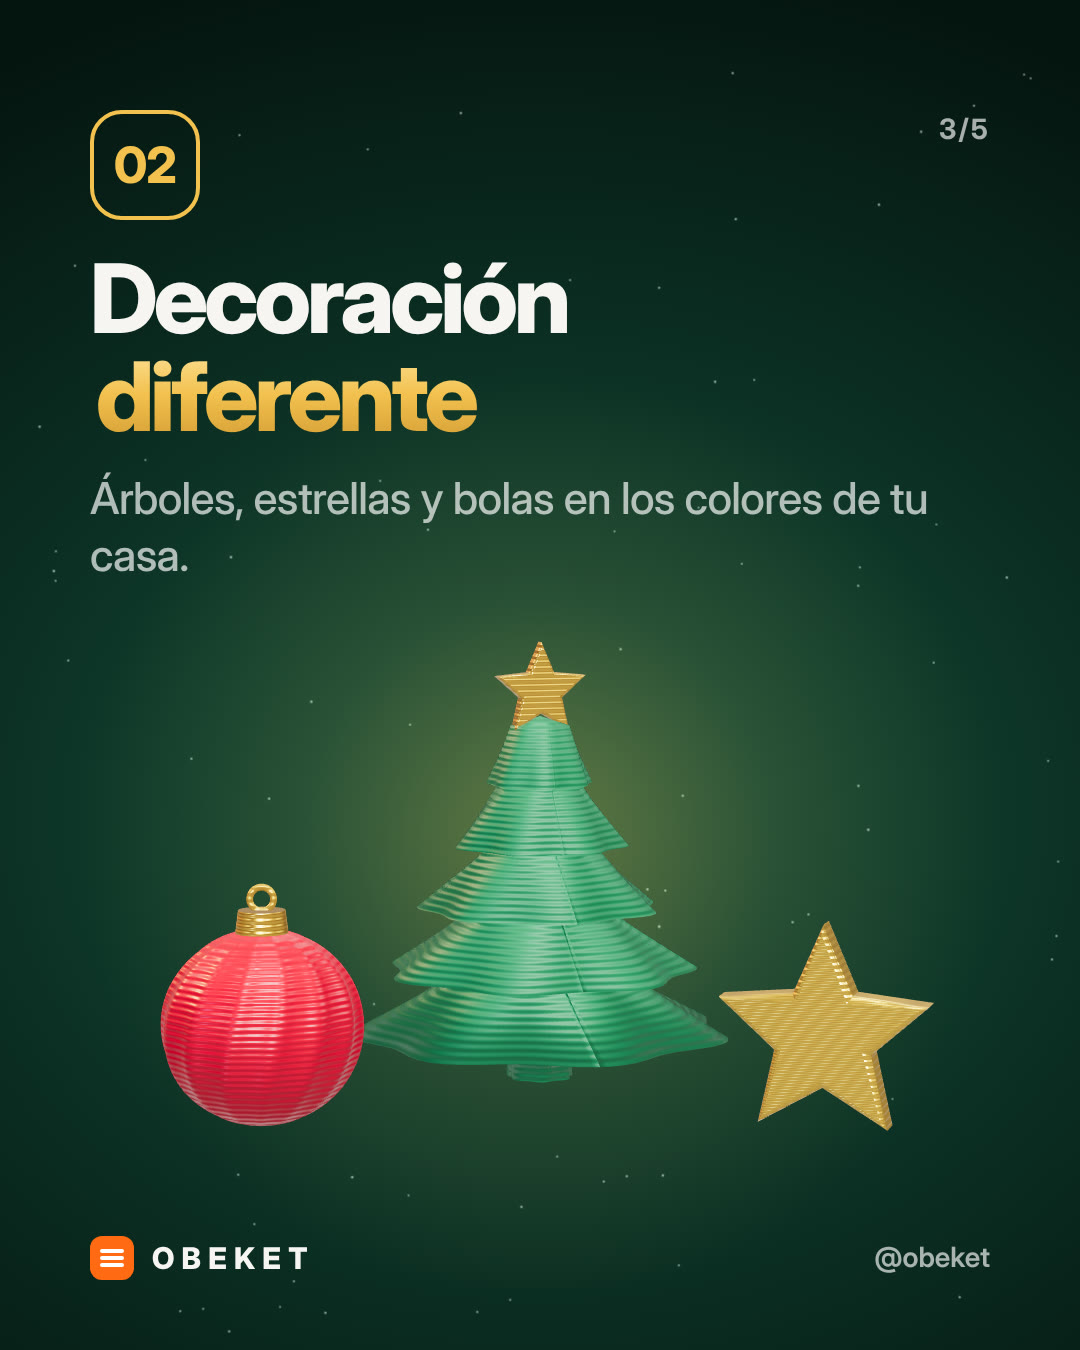 02
3/5
Decoración
diferente
Árboles, estrellas y bolas en los colores de tu
casa.
OBEKET
@obeket